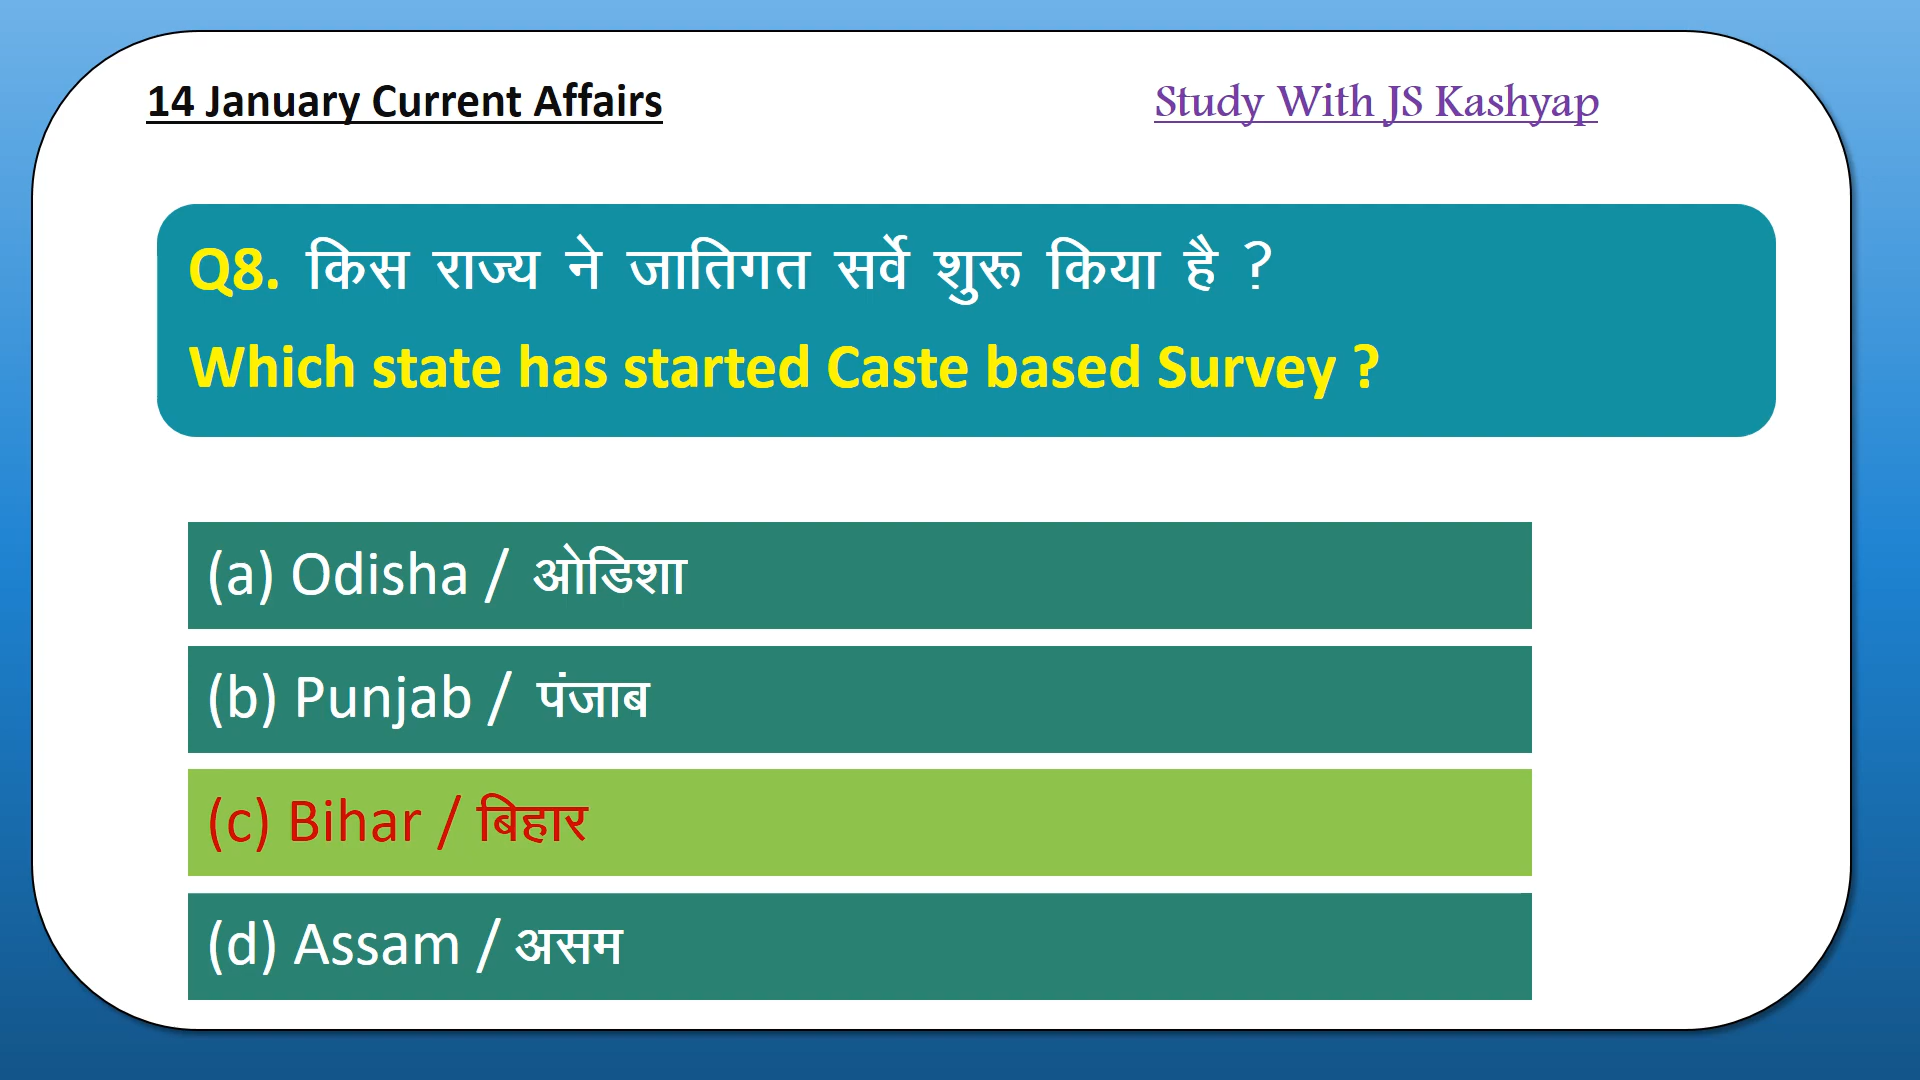 14 January Current Affairs
Study With JS Kashyap
Q8. किस राज्य ने जातिगत सर्वे शुरू किया है ?
Which state has started Caste based Survey ?
(a) Odisha / ओडिशा
(b) Punjab / पंजाब
(c) Bihar / बिहार
(d) Assam / असम